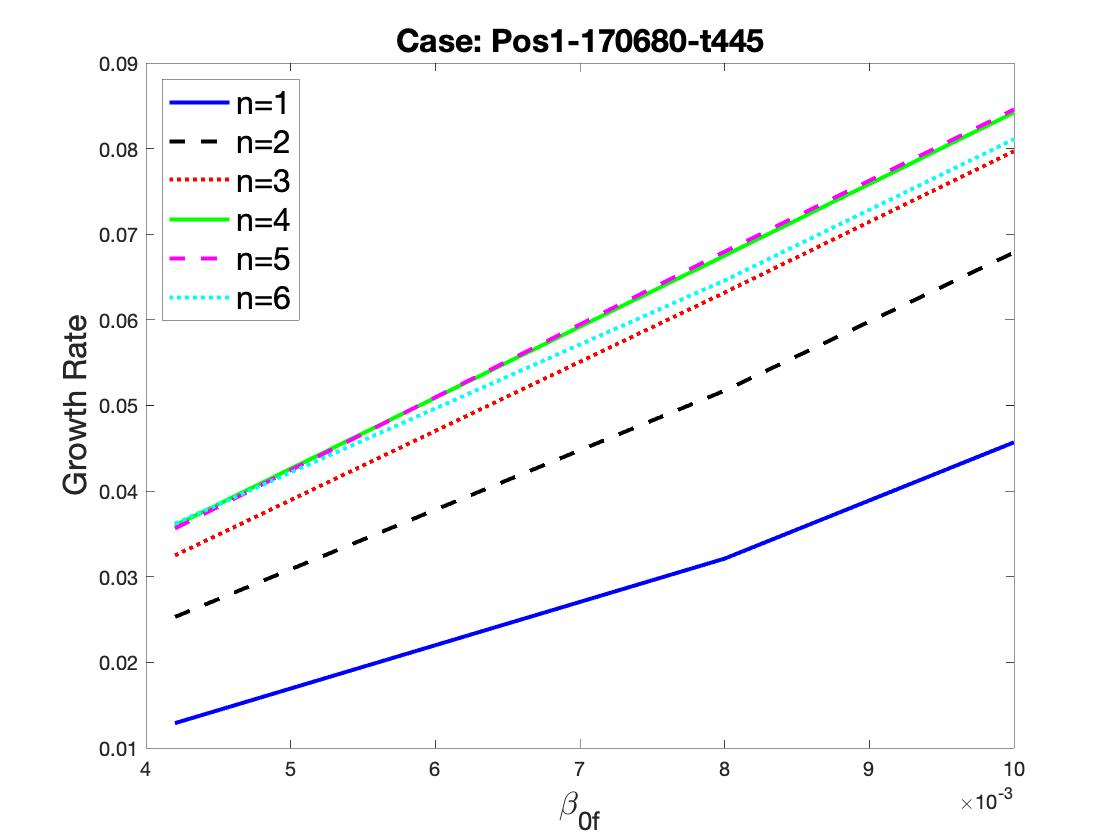 Case: Pos1-170680-t445
0.09
0.08
0.07
0.06
0.05
0.04
0.03
0.02
0.01
Growth Rate
n=1
n=2
n=3
n=4
n=5
n=6
4 5 6 7 8 9 10
×10-3
β0f